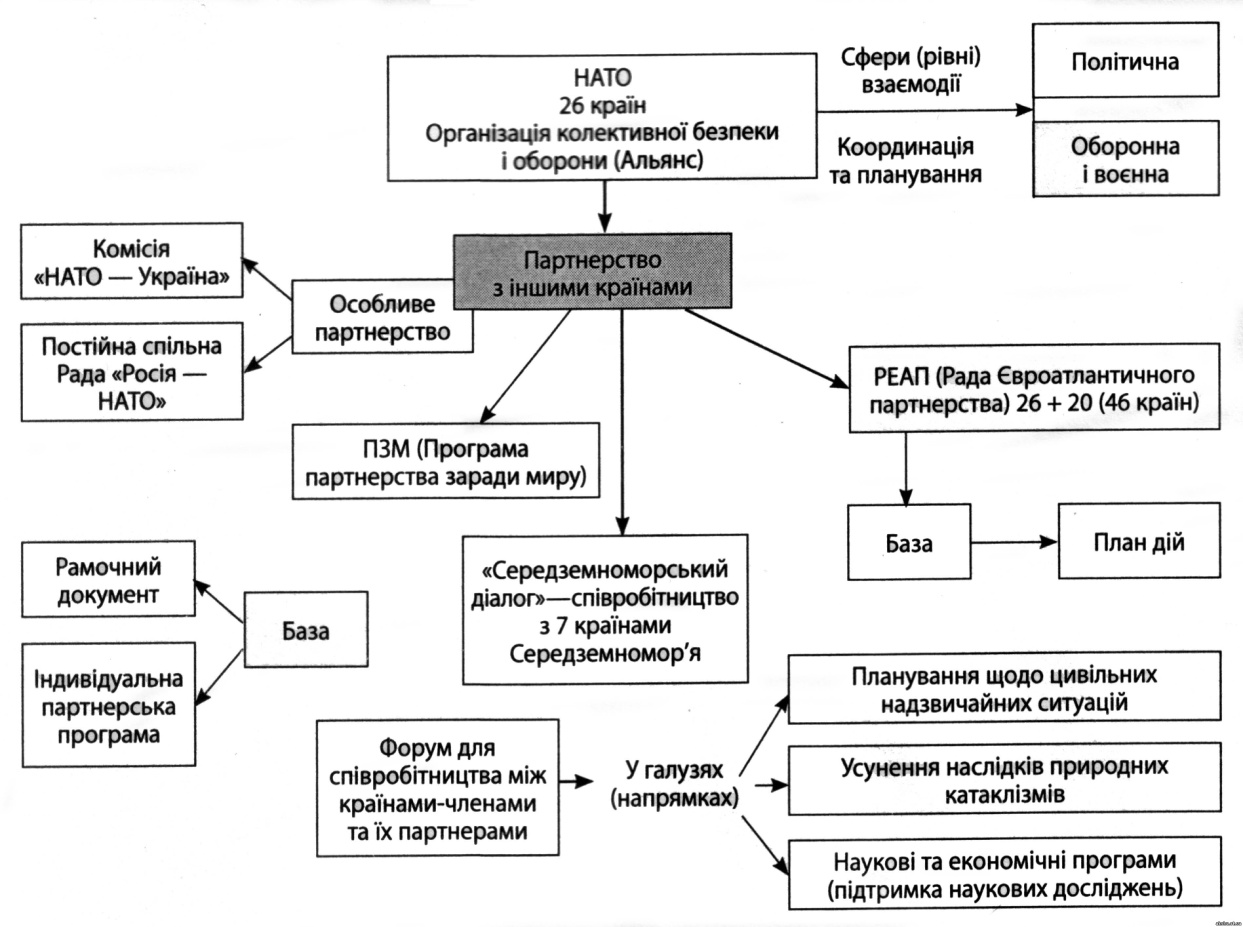 НАТО
26 країн
Організація колективної безпеки
і оборони (Альянс)
Сфери (рівні)
взаємодії
Координація
та планування
Політична
Оборонна
і воєнна
Партнерство
з іншими країнами
Особливе
партнерство
Комісія
«НАТО — Україна»
Постійна спільна
Рада «Росія —
НАТО»
ПЗМ (Програма
партнерства заради миру)
РЕАП (Рада Євроатлантичного
партнерства) 26 + 20 (46 країн)
База
План дій
«Середземноморський
діалог»—співробітництво
з 7 країнами
Середземномор’я
Рамочний
документ
База
Індивідуальна
партнерська
програма
Форум для
співробітництва між
країнами-членами
та їх партнерами
У галузях
(напрямках)
Планування щодо цивільних
надзвичайних ситуацій
Усунення наслідків природних
катаклізмів
Наукові та економічні програми
(підтримка наукових досліджень)